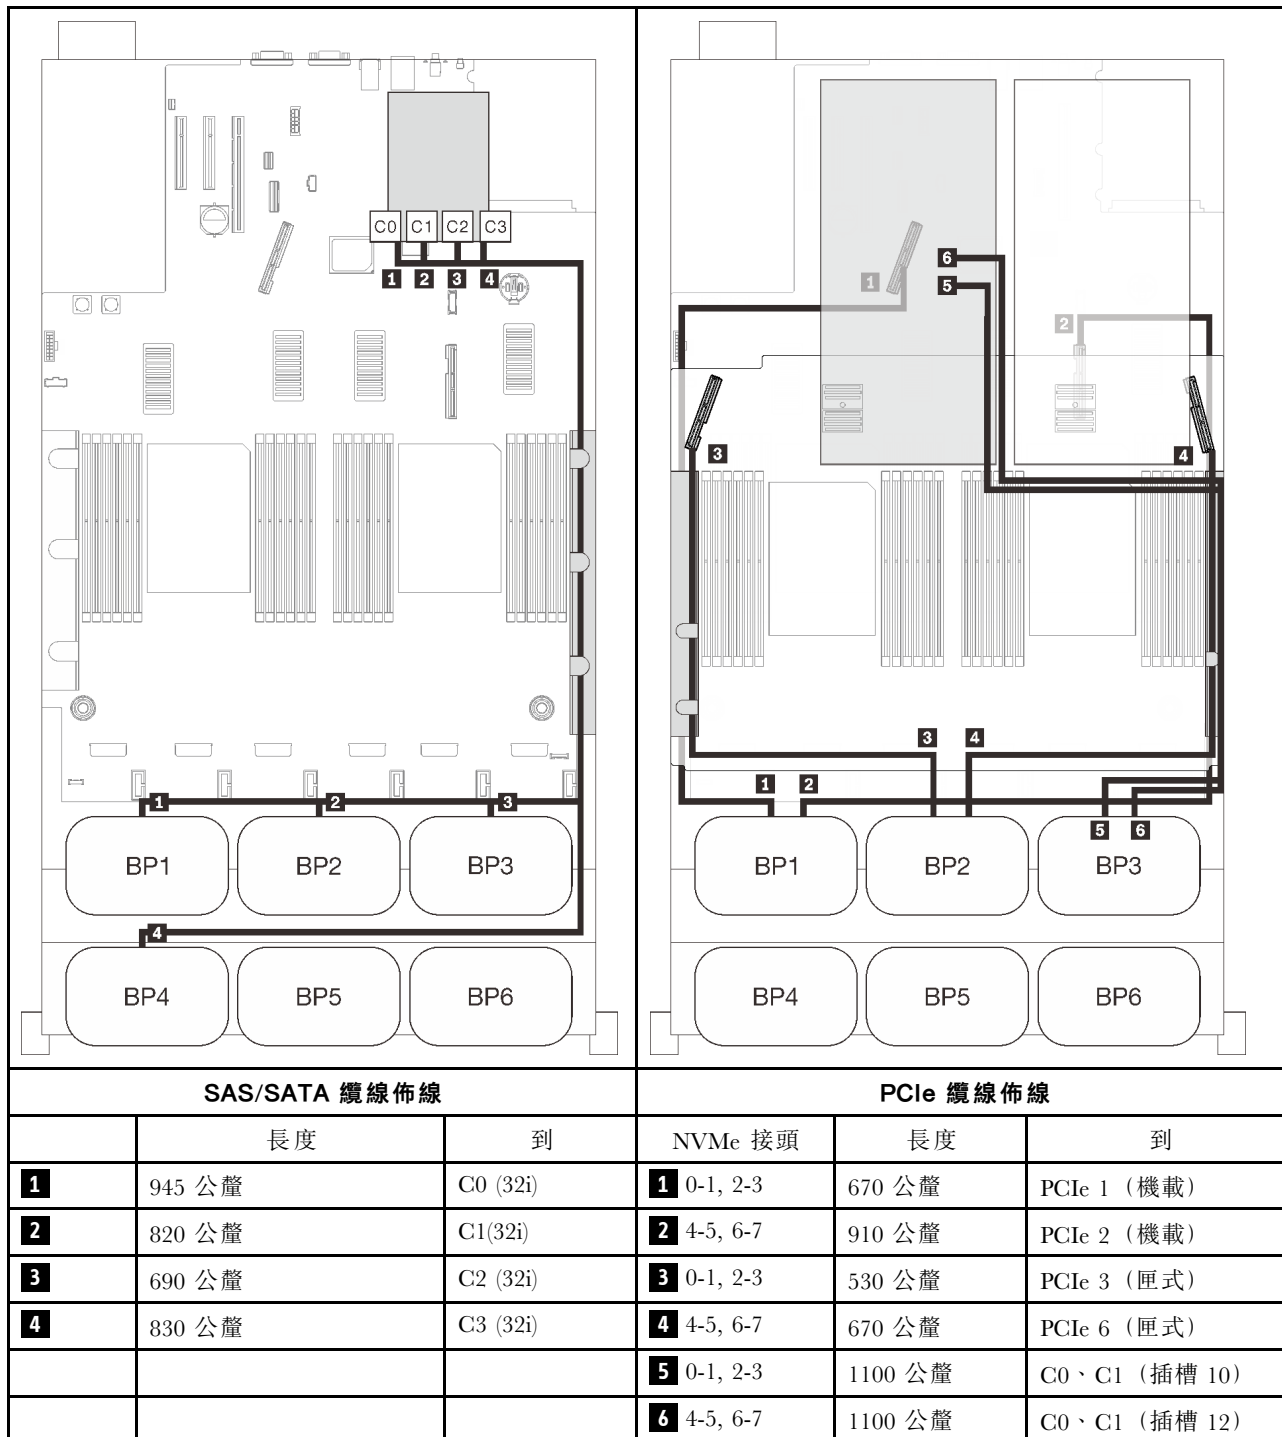 C0 C1 C2 C3
1 2 3 4
1 2 3
BP1 BP2 BP3
4
BP4 BP5 BP6
6
1 5
2
3 4
3 4
1 2
5 6
BP1 BP2 BP3
BP4 BP5 BP6
SAS/SATA 纜線佈線 PCIe 纜線佈線
長度 到 NVMe 接頭 長度 到
1 945 公釐 C0 (32i) 1 0-1, 2-3 670 公釐 PCIe 1（機載）
2 820 公釐 C1(32i) 2 4-5, 6-7 910 公釐 PCIe 2（機載）
3 690 公釐 C2 (32i) 3 0-1, 2-3 530 公釐 PCIe 3（匣式）
4 830 公釐 C3 (32i) 4 4-5, 6-7 670 公釐 PCIe 6（匣式）
5 0-1, 2-3 1100 公釐 C0、C1（插槽 10）
6 4-5, 6-7 1100 公釐 C0、C1（插槽 12）